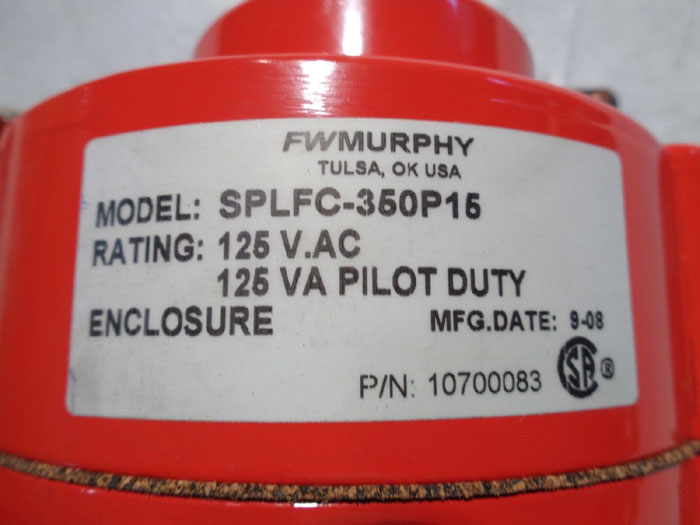 FWMURPHY
TULSA, OK USA
MODEL: SPLFC-350P15
RATING: 125 V.AC
125 VA PILOT DUTY
ENCLOSURE MFG.DATE: 9-08
P/N: 10700083 SA ®